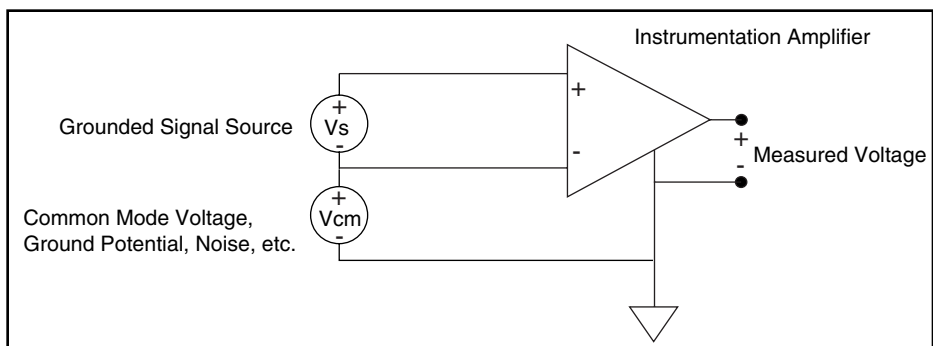 Instrumentation Amplifier
+
+
Grounded Signal Source
Vs
-
-
+
-
Measured Voltage
+
Vcm
-
Common Mode Voltage,
Ground Potential, Noise, etc.